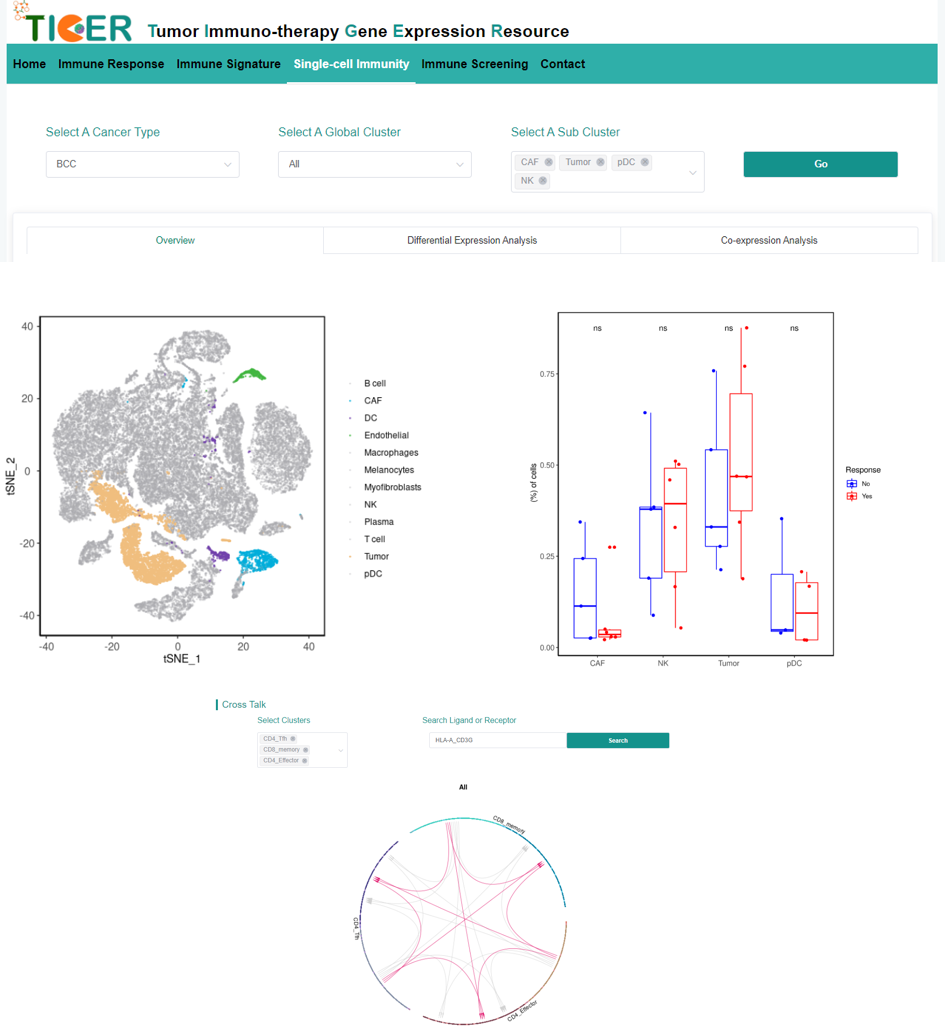 TIGER Tumor Immuno-therapy Gene Expression Resource
Home Immune Response Immune Signature Single-cell Immunity Immune Screening Contact
Select A Cancer Type Select A Global Cluster Select A Sub Cluster
BCC All CAF Tumor pDC Go
NK
Overview Differential Expression Analysis Co-expression Analysis
40
20
0
-20
-40
tSNE_2
-40 -20 0 20 40
tSNE_1
B cell
CAF
DC
Endothelial
Macrophages
Melanocytes
Myofibroblasts
NK
Plasma
T cell
Tumor
pDC
ns ns ns ns
0.75
0.50
0.25
0.00
(%) of cells
CAF NK Tumor pDC
Response
No
Yes
Cross Talk
Select Clusters Search Ligand or Receptor
CD4_Tfh
CD8_memory
CD4_Effector
HLA-A_CD3G Search
All
CD8_memory
CD4_Tfh
CD4_Effector